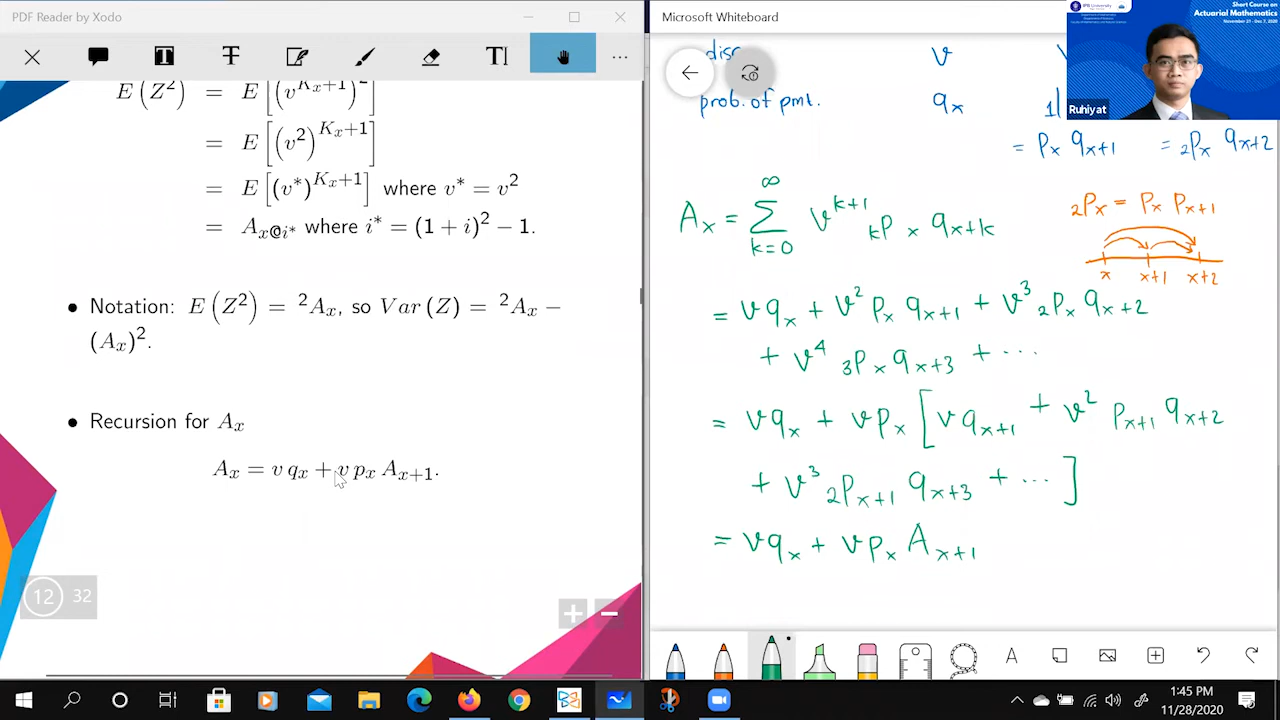 PDF Reader by Xodo
E(Z²) = E[(v^{K_x+1})²]
= E[(v²)^{K_x+1}]
= E[(v*)^{K_x+1}] where v* = v²
= A_{x@i*} where i* = (1 + i)² − 1.
• Notation: E(Z²) = ²A_x, so Var(Z) = ²A_x −
(A_x)².
• Recursion for A_x
A_x = v q_x + v p_x A_{x+1}.
12 32
Microsoft Whiteboard
disc v
prob. of pmt. q_x 1|
= p_x q_{x+1} = ₂p_x q_{x+2}
A_x = ∑_{k=0}^{∞} v^{k+1} ₖp_x q_{x+k}
₂p_x = p_x p_{x+1}
x x+1 x+2
= v q_x + v² p_x q_{x+1} + v³ ₂p_x q_{x+2}
+ v⁴ ₃p_x q_{x+3} + ...
= v q_x + v p_x [ v q_{x+1} + v² p_{x+1} q_{x+2}
+ v³ ₂p_{x+1} q_{x+3} + ... ]
= v q_x + v p_x A_{x+1}
IPB University
Short Course on
Actuarial Mathematics
Ruhiyat
1:45 PM
11/28/2020